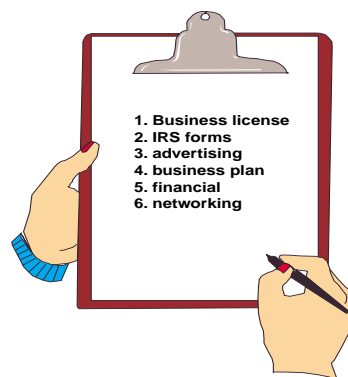 1. Business license
2. IRS forms
3. advertising
4. business plan
5. financial
6. networking